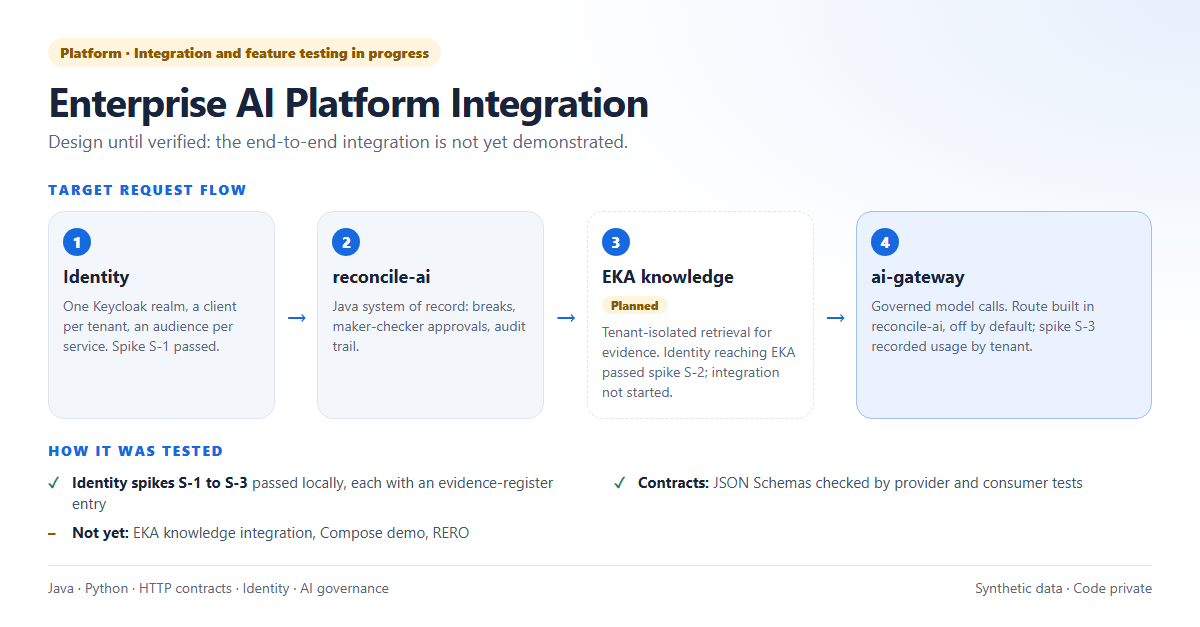 Platform · Integration and feature testing in progress
Enterprise AI Platform Integration
Design until verified: the end-to-end integration is not yet demonstrated.
TARGET REQUEST FLOW
1
Identity
One Keycloak realm, a client
per tenant, an audience per
service. Spike S-1 passed.
→
2
reconcile-ai
Java system of record: breaks,
maker-checker approvals, audit
trail.
→
3
EKA knowledge
Planned
Tenant-isolated retrieval for
evidence. Identity reaching EKA
passed spike S-2; integration
not started.
→
4
ai-gateway
Governed model calls. Route built in
reconcile-ai, off by default; spike S-3
recorded usage by tenant.
HOW IT WAS TESTED
✓ Identity spikes S-1 to S-3 passed locally, each with an evidence-register
entry
✓ Contracts: JSON Schemas checked by provider and consumer tests
– Not yet: EKA knowledge integration, Compose demo, RERO
Java · Python · HTTP contracts · Identity · AI governance
Synthetic data · Code private